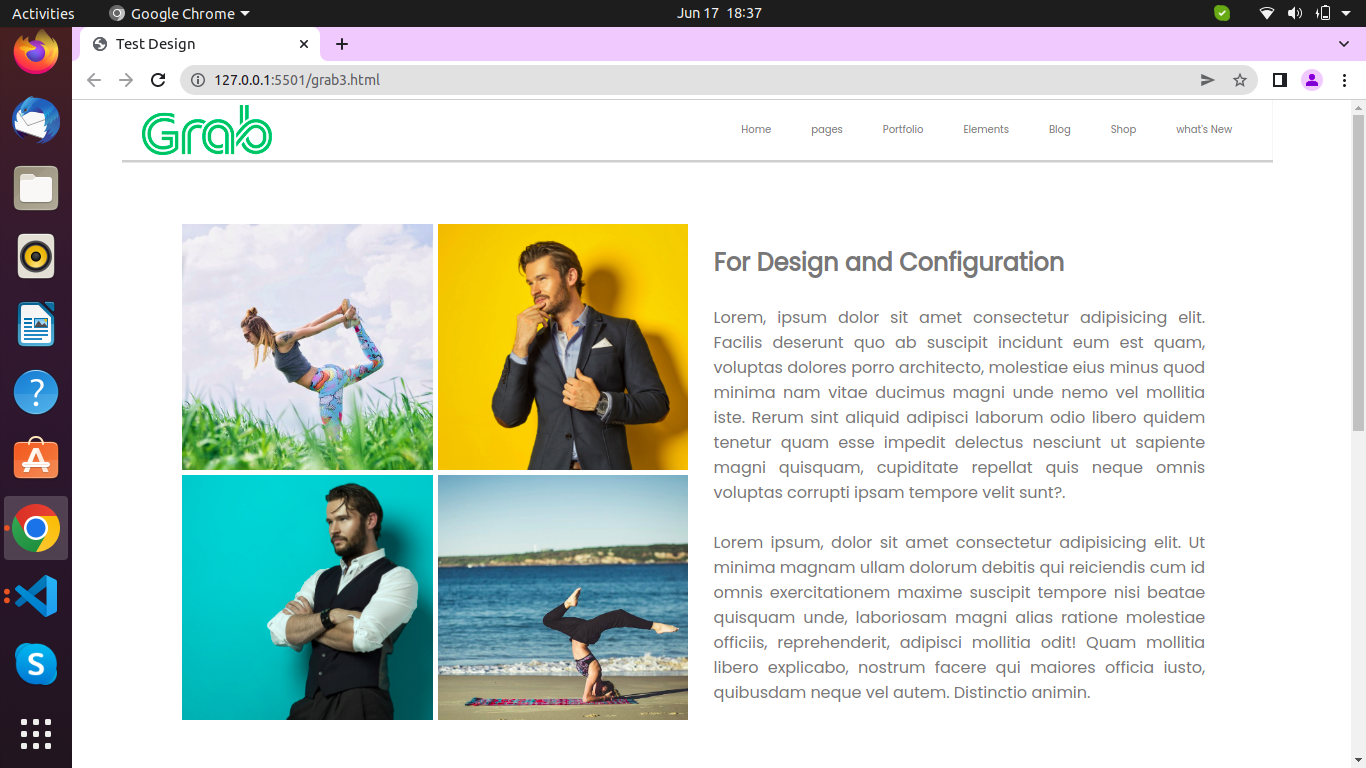 Activities
Google Chrome
Jun 17 18:37
Test Design
127.0.0.1:5501/grab3.html
Grab
Home
pages
Portfolio
Elements
Blog
Shop
what's New
For Design and Configuration
Lorem, ipsum dolor sit amet consectetur adipisicing elit.
Facilis deserunt quo ab suscipit incidunt eum est quam,
voluptas dolores porro architecto, molestiae eius minus quod
minima nam vitae ducimus magni unde nemo vel mollitia
iste. Rerum sint aliquid adipisci laborum odio libero quidem
tenetur quam esse impedit delectus nesciunt ut sapiente
magni quisquam, cupiditate repellat quis neque omnis
voluptas corrupti ipsam tempore velit sunt?.
Lorem ipsum, dolor sit amet consectetur adipisicing elit. Ut
minima magnam ullam dolorum debitis qui reiciendis cum id
omnis exercitationem maxime suscipit tempore nisi beatae
quisquam unde, laboriosam magni alias ratione molestiae
officiis, reprehenderit, adipisci mollitia odit! Quam mollitia
libero explicabo, nostrum facere qui maiores officia iusto,
quibusdam neque vel autem. Distinctio animin.